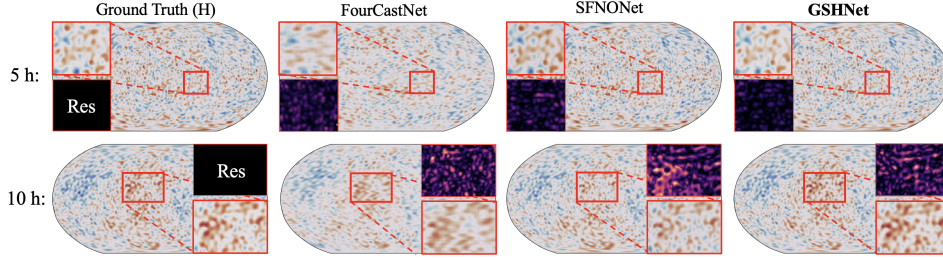 Ground Truth (H) FourCastNet SFNONet GSHNet
5 h:
Res
10 h:
Res